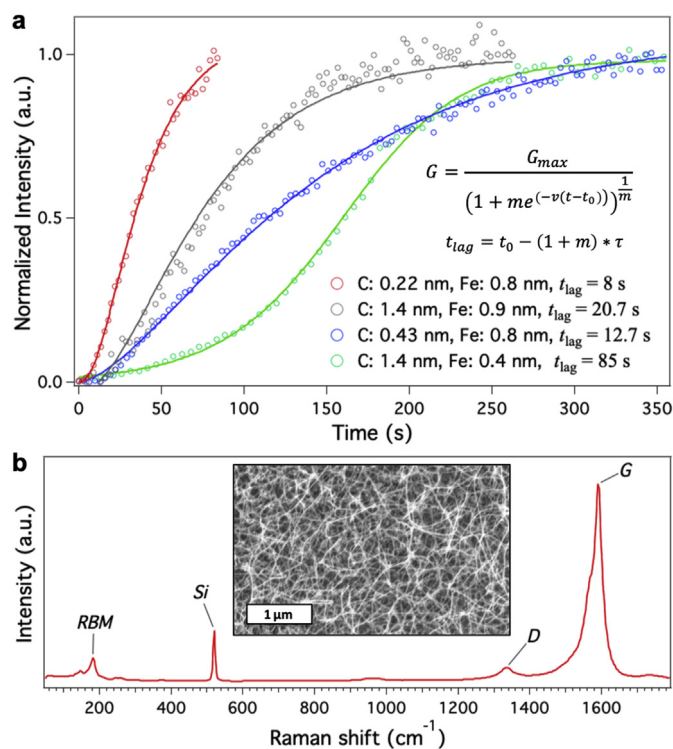 a
Normalized Intensity (a.u.)
1.0
0.5
0.0
G = G_max / (1 + me^(-v(t-t_0)))^(1/m)
t_lag = t_0 − (1 + m) * τ
C: 0.22 nm, Fe: 0.8 nm, t_lag = 8 s
C: 1.4 nm, Fe: 0.9 nm, t_lag = 20.7 s
C: 0.43 nm, Fe: 0.8 nm, t_lag = 12.7 s
C: 1.4 nm, Fe: 0.4 nm, t_lag = 85 s
0 50 100 150 200 250 300 350
Time (s)
b
Intensity (a.u.)
RBM
Si
1 μm
D
G
200 400 600 800 1000 1200 1400 1600
Raman shift (cm⁻¹)